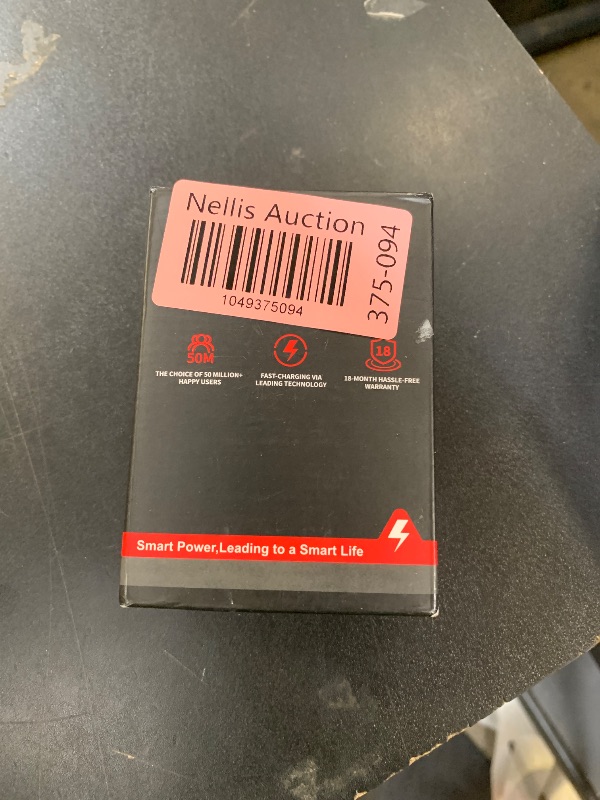 Nellis Auction
1049375094
375-094
50M
18
THE CHOICE OF 50 MILLION+
HAPPY USERS
FAST-CHARGING VIA
LEADING TECHNOLOGY
18-MONTH HASSLE-FREE
WARRANTY
Smart Power,Leading to a Smart Life